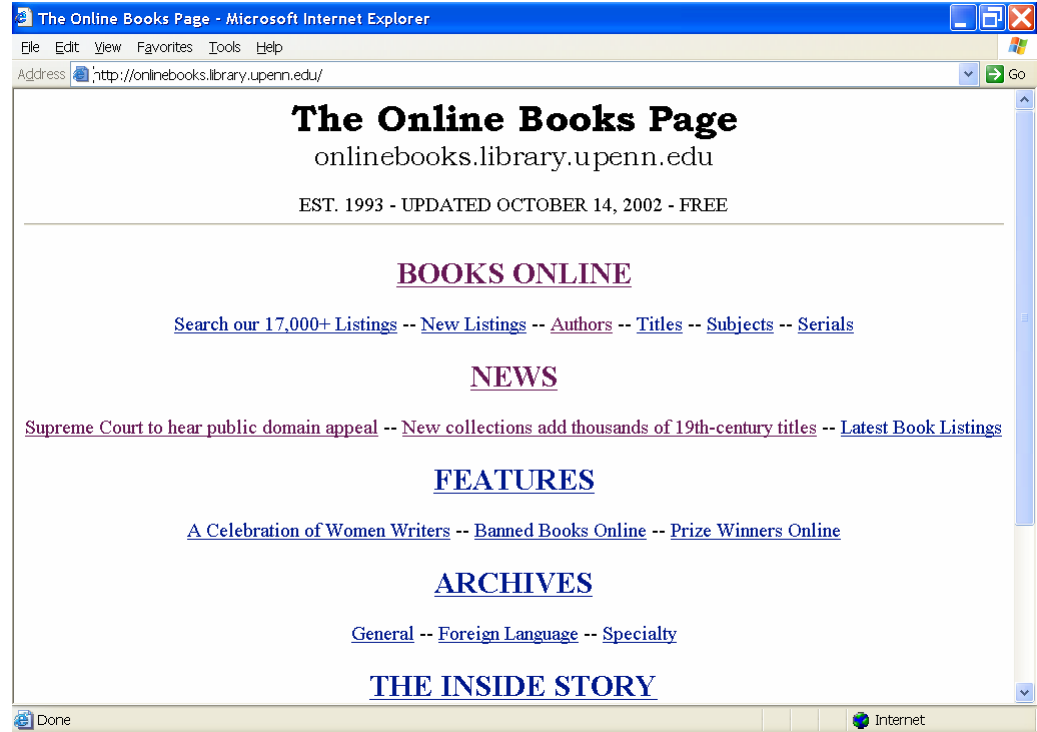 The Online Books Page - Microsoft Internet Explorer
File Edit View Favorites Tools Help
Address http://onlinebooks.library.upenn.edu/ Go
The Online Books Page
onlinebooks.library.upenn.edu
EST. 1993 - UPDATED OCTOBER 14, 2002 - FREE
BOOKS ONLINE
Search our 17,000+ Listings -- New Listings -- Authors -- Titles -- Subjects -- Serials
NEWS
Supreme Court to hear public domain appeal -- New collections add thousands of 19th-century titles -- Latest Book Listings
FEATURES
A Celebration of Women Writers -- Banned Books Online -- Prize Winners Online
ARCHIVES
General -- Foreign Language -- Specialty
THE INSIDE STORY
Done Internet